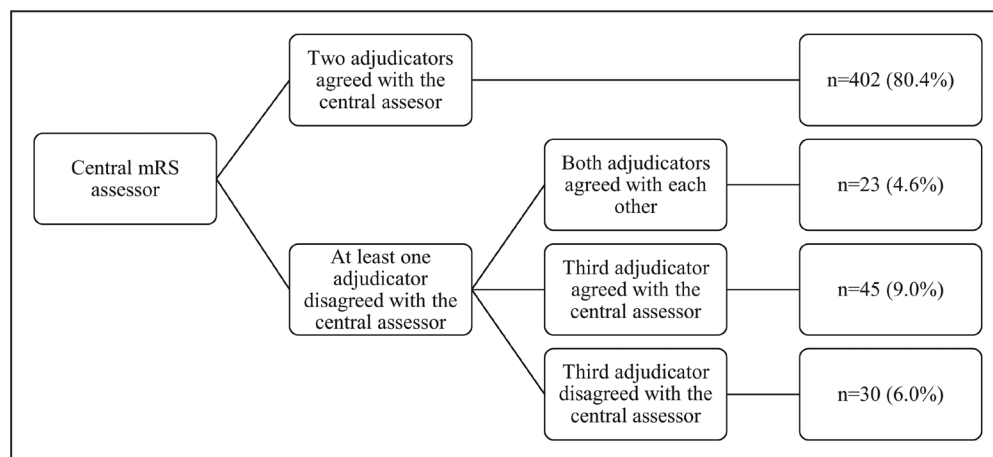 Central mRS
assessor
Two adjudicators
agreed with the
central assesor
n=402 (80.4%)
At least one
adjudicator
disagreed with the
central assessor
Both adjudicators
agreed with each
other
n=23 (4.6%)
Third adjudicator
agreed with the
central assessor
n=45 (9.0%)
Third adjudicator
disagreed with the
central assessor
n=30 (6.0%)